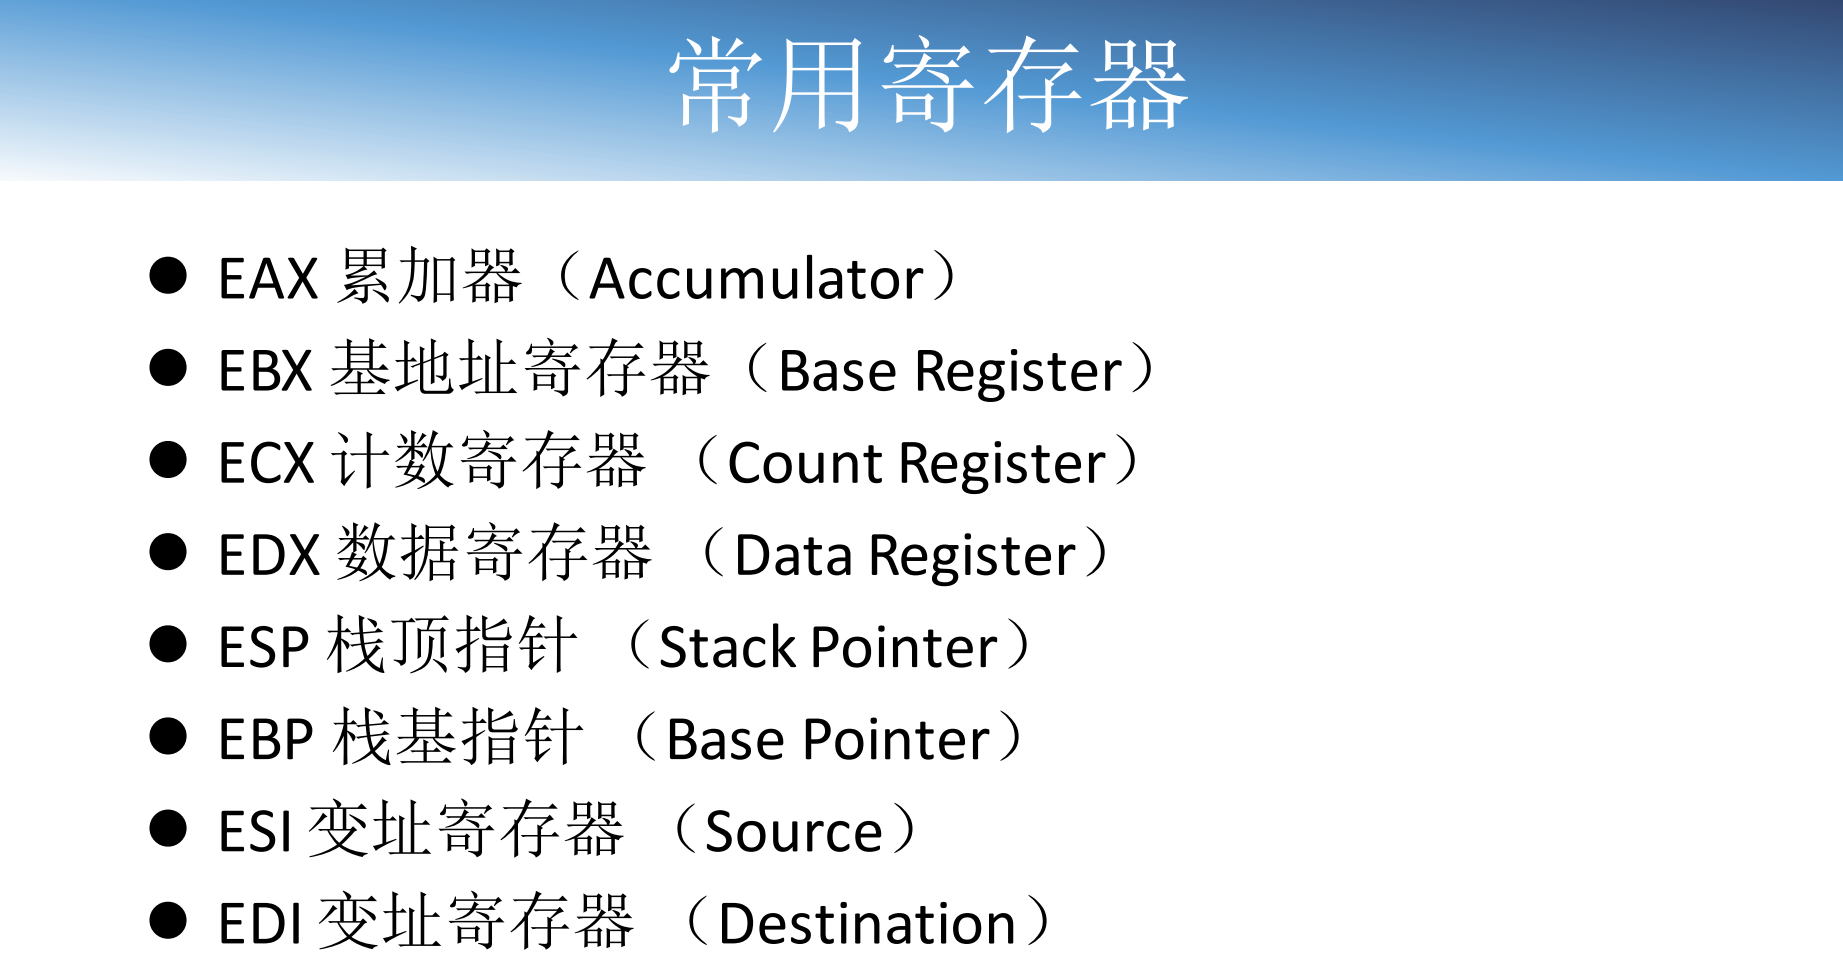 常用寄存器
● EAX 累加器（Accumulator）
● EBX 基地址寄存器（Base Register）
● ECX 计数寄存器 （Count Register）
● EDX 数据寄存器 （Data Register）
● ESP 栈顶指针 （Stack Pointer）
● EBP 栈基指针 （Base Pointer）
● ESI 变址寄存器 （Source）
● EDI 变址寄存器 （Destination）